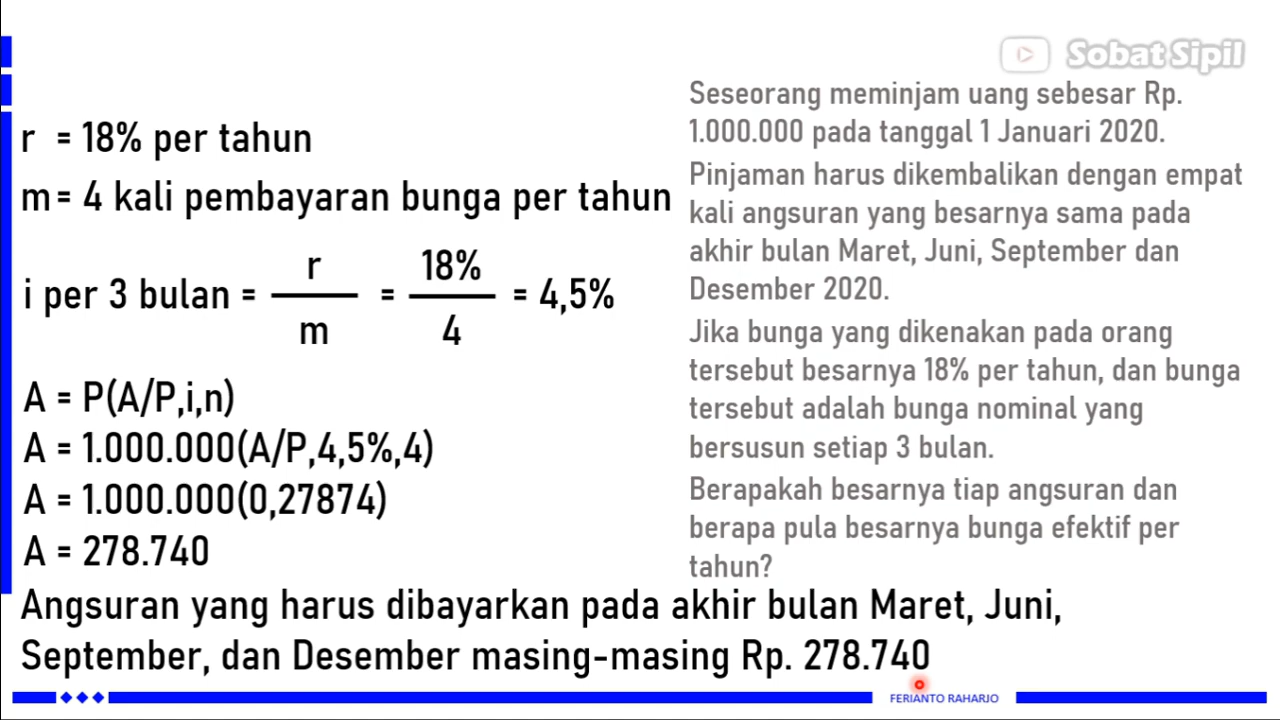 Sobat Sipil
r = 18% per tahun
m = 4 kali pembayaran bunga per tahun
i per 3 bulan = r / m = 18% / 4 = 4,5%
A = P(A/P,i,n)
A = 1.000.000(A/P,4,5%,4)
A = 1.000.000(0,27874)
A = 278.740
Seseorang meminjam uang sebesar Rp.
1.000.000 pada tanggal 1 Januari 2020.
Pinjaman harus dikembalikan dengan empat
kali angsuran yang besarnya sama pada
akhir bulan Maret, Juni, September dan
Desember 2020.
Jika bunga yang dikenakan pada orang
tersebut besarnya 18% per tahun, dan bunga
tersebut adalah bunga nominal yang
bersusun setiap 3 bulan.
Berapakah besarnya tiap angsuran dan
berapa pula besarnya bunga efektif per
tahun?
Angsuran yang harus dibayarkan pada akhir bulan Maret, Juni,
September, dan Desember masing-masing Rp. 278.740
FERIANTO RAHARJO